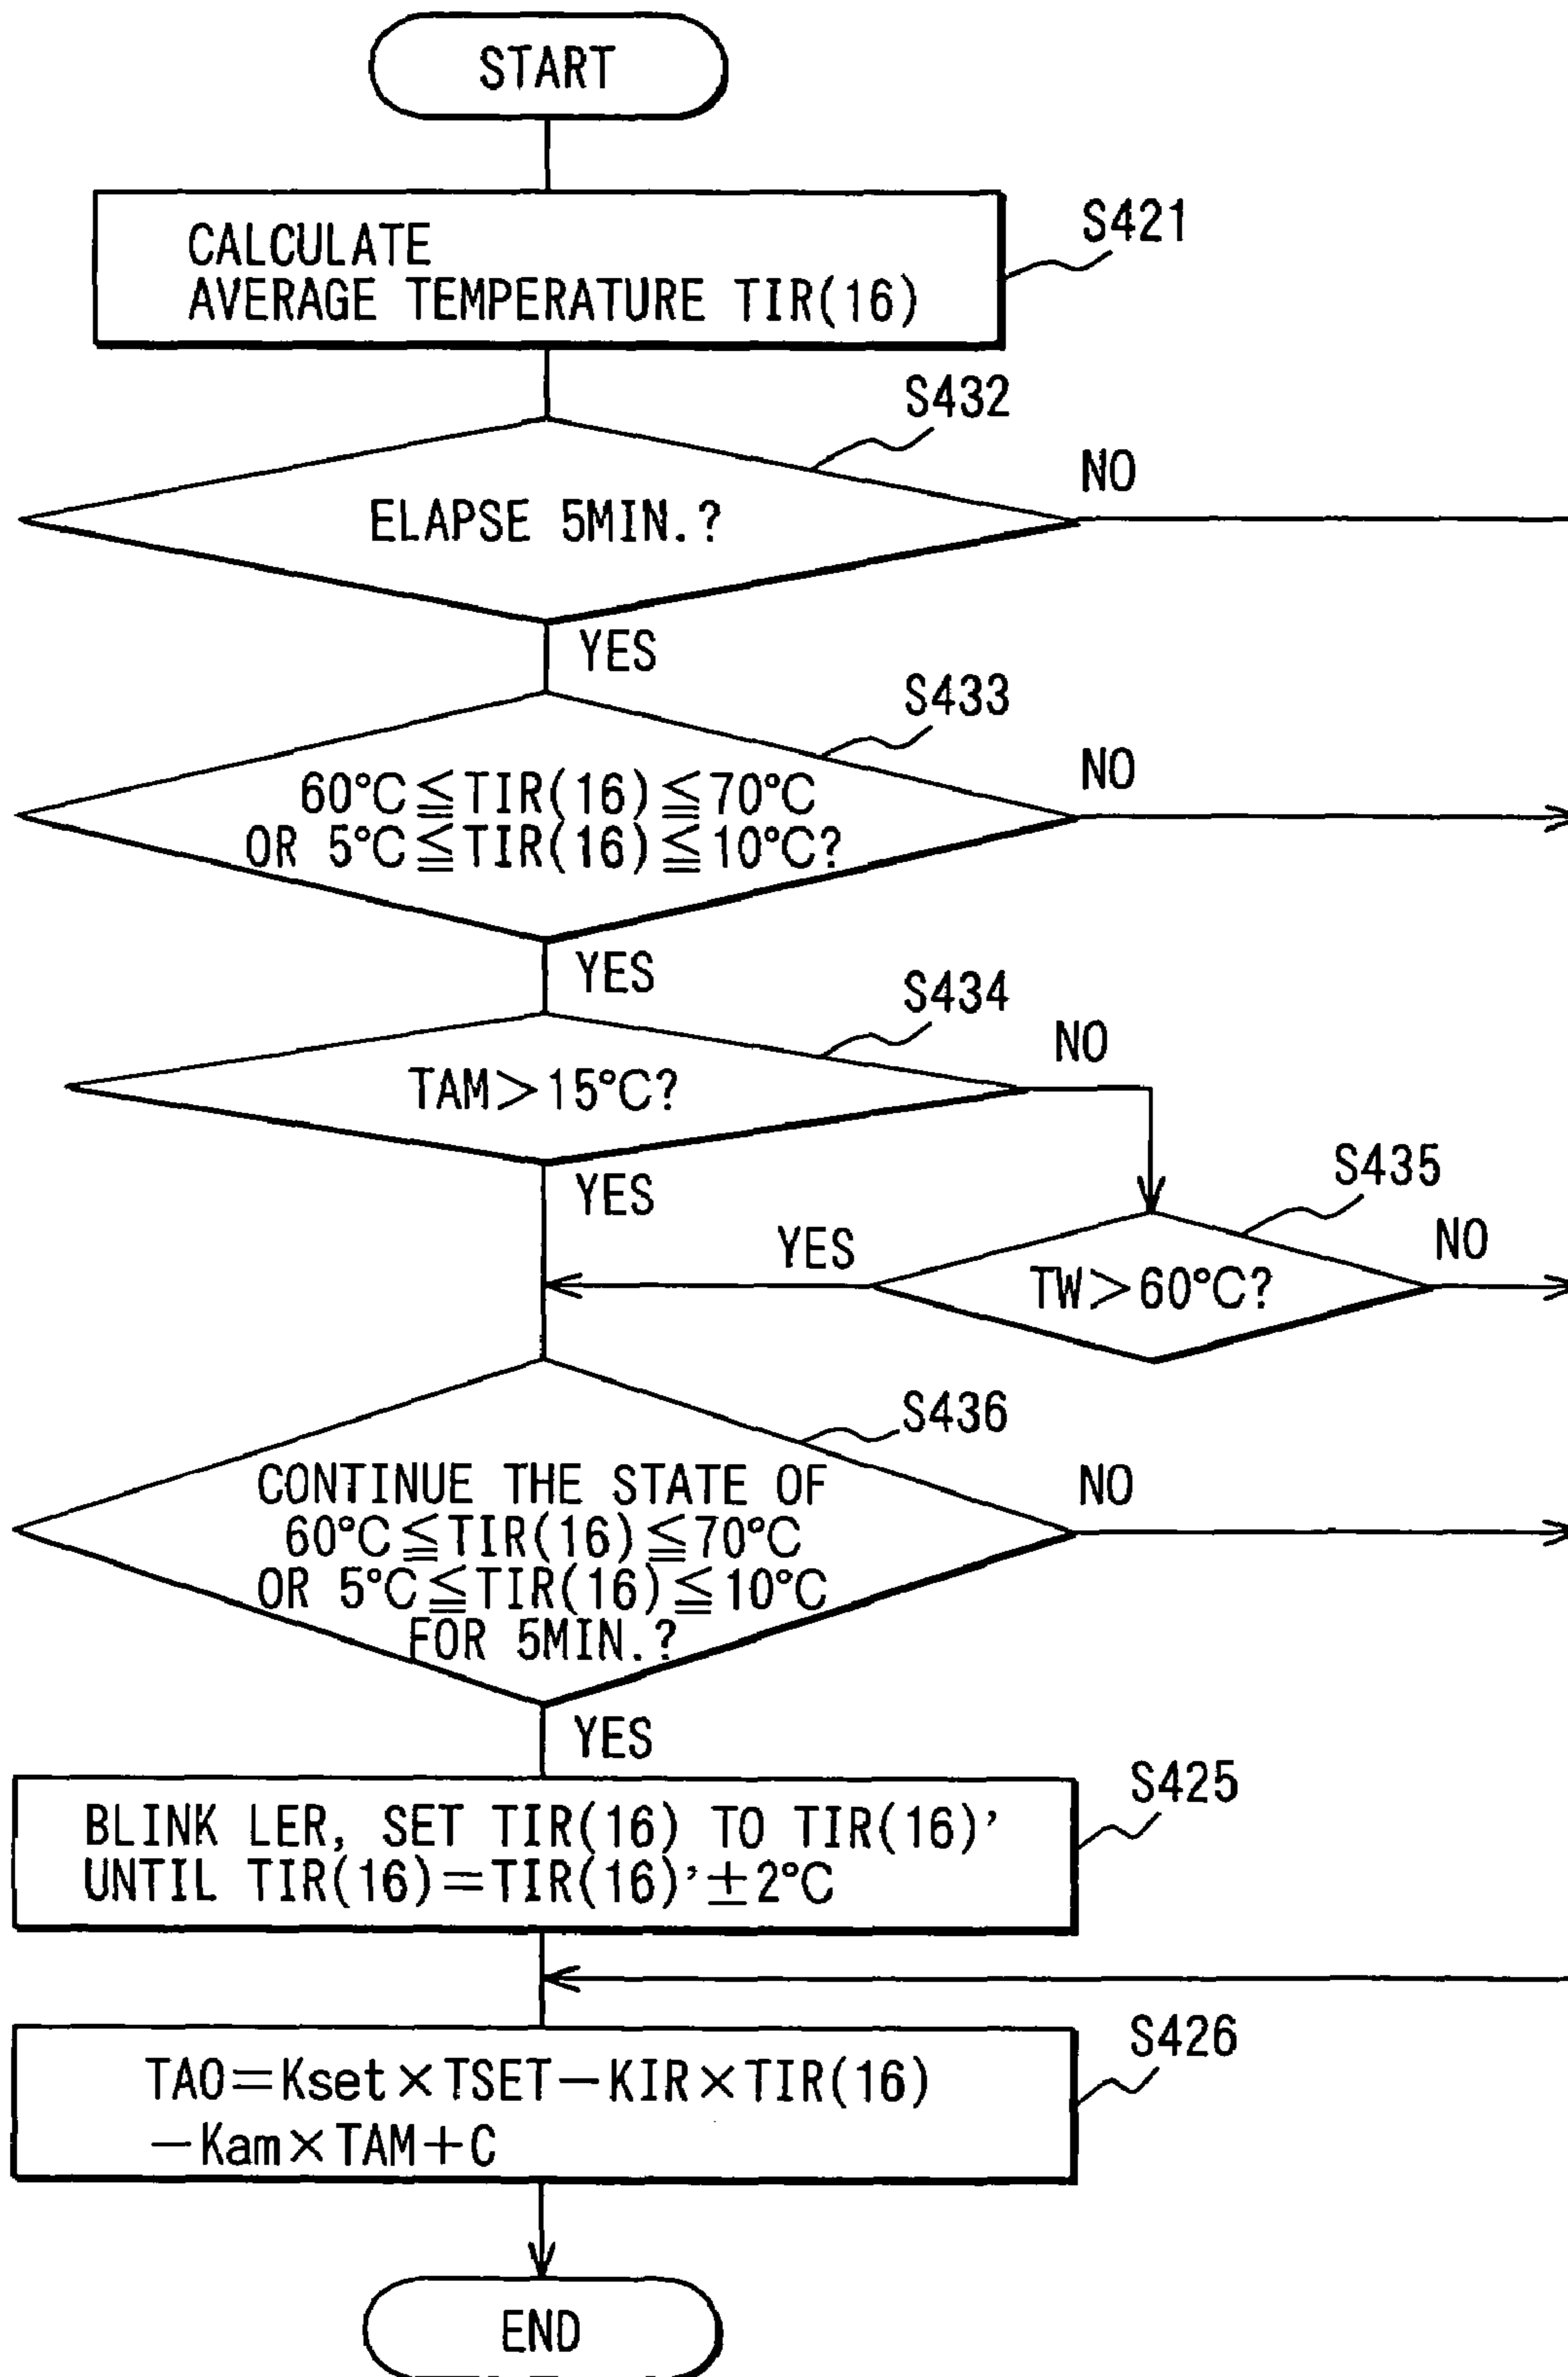 START
CALCULATE
AVERAGE TEMPERATURE TIR(16)
S421
S432
ELAPSE 5MIN.?
NO
YES
S433
60°C≦TIR(16)≦70°C
OR 5°C≦TIR(16)≦10°C?
NO
YES
S434
TAM>15°C?
NO
YES
S435
TW>60°C?
YES
NO
S436
CONTINUE THE STATE OF
60°C≦TIR(16)≦70°C
OR 5°C≦TIR(16)≦10°C
FOR 5MIN.?
NO
YES
S425
BLINK LER, SET TIR(16) TO TIR(16)'
UNTIL TIR(16)=TIR(16)'±2°C
S426
TAO=Kset×TSET−KIR×TIR(16)
−Kam×TAM+C
END